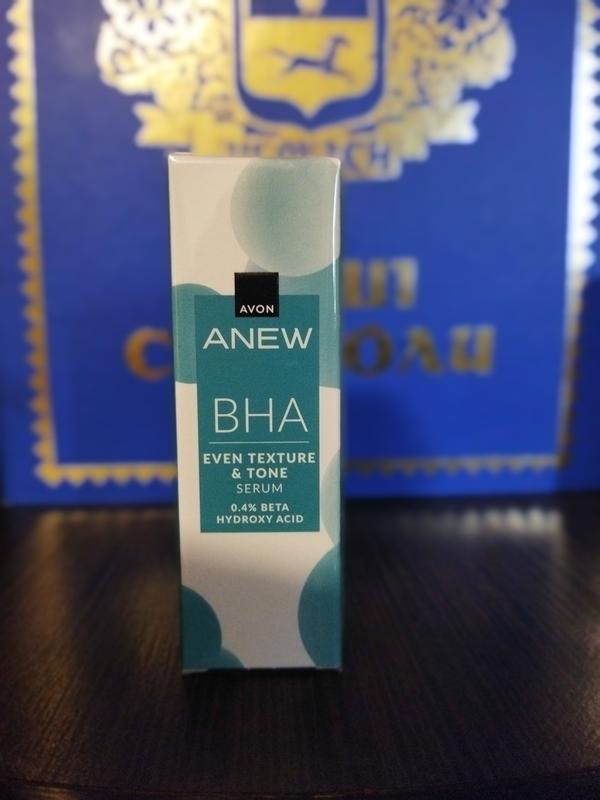 AVON
ANEW
BHA
EVEN TEXTURE
& TONE
SERUM
0.4% BETA
HYDROXY ACID